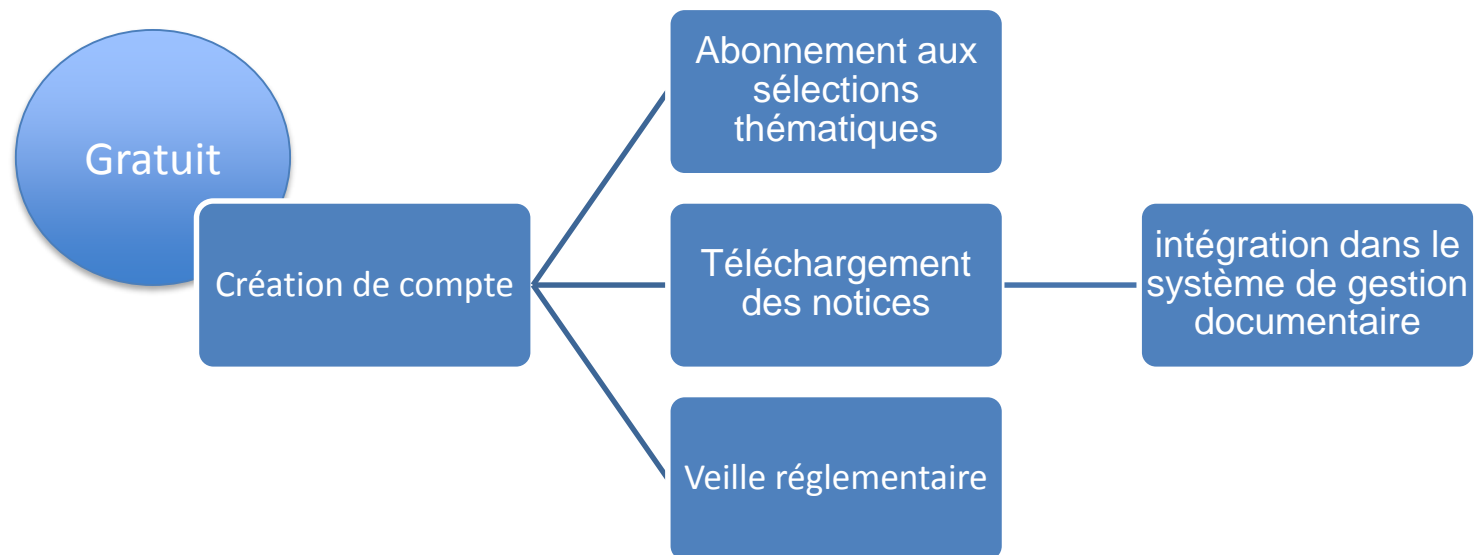 Gratuit
Création de compte
Abonnement aux
sélections
thématiques
Téléchargement
des notices
intégration dans le
système de gestion
documentaire
Veille réglementaire